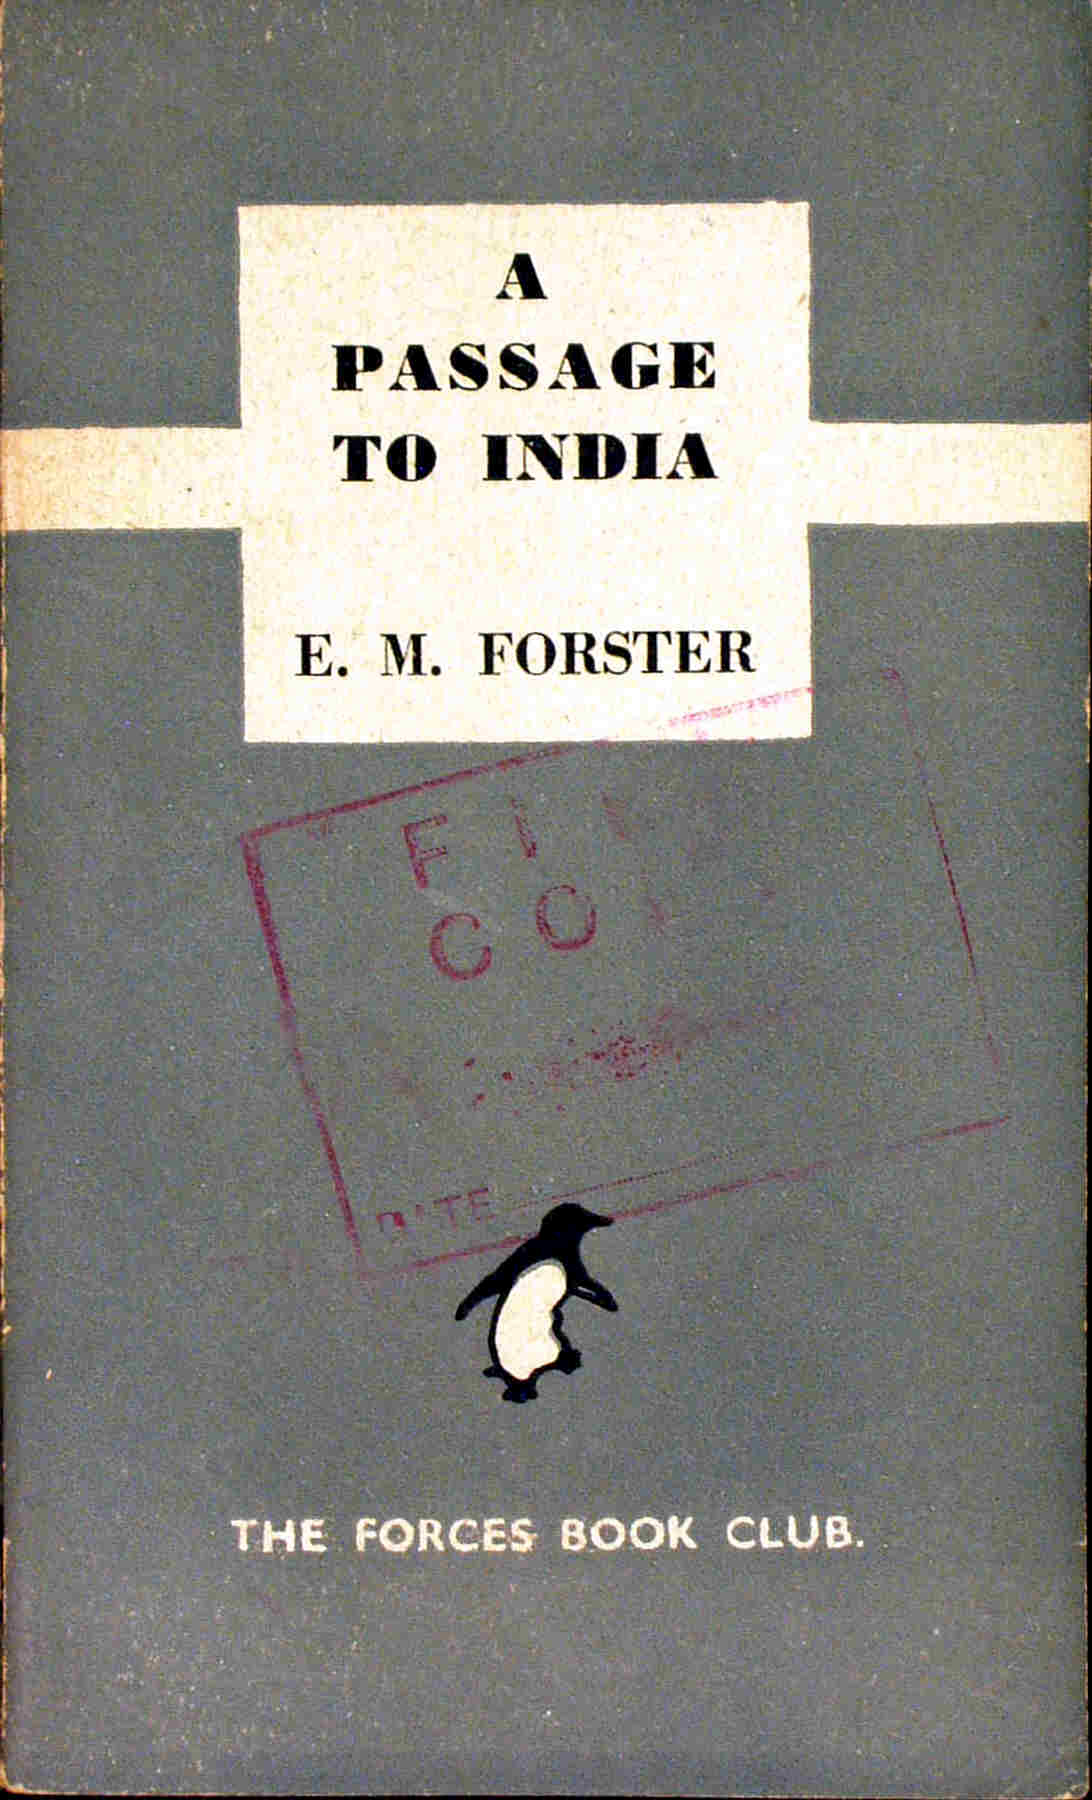 A
PASSAGE
TO INDIA
E. M. FORSTER
THE FORCES BOOK CLUB.